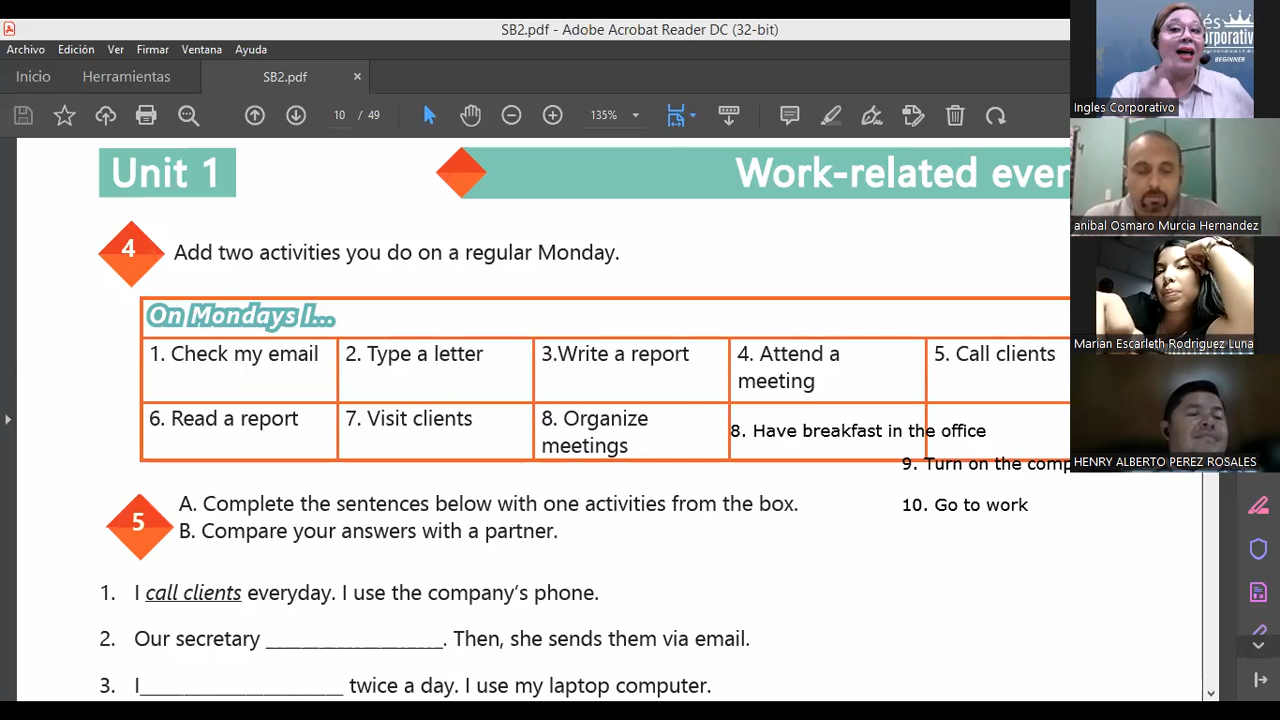 SB2.pdf - Adobe Acrobat Reader DC (32-bit)
Archivo Edición Ver Firmar Ventana Ayuda
Inicio Herramientas SB2.pdf ×
10 / 49 135%
Unit 1
Work-related ever
4 Add two activities you do on a regular Monday.
On Mondays I...
1. Check my email 2. Type a letter 3.Write a report 4. Attend a meeting 5. Call clients
6. Read a report 7. Visit clients 8. Organize meetings
8. Have breakfast in the office
9. Turn on the comp
10. Go to work
5 A. Complete the sentences below with one activities from the box.
B. Compare your answers with a partner.
1. I call clients everyday. I use the company's phone.
2. Our secretary ____________________. Then, she sends them via email.
3. I______________________ twice a day. I use my laptop computer.
és
orporativ
BEGINNER
Ingles Corporativo
anibal Osmaro Murcia Hernandez
Marian Escarleth Rodriguez Luna
HENRY ALBERTO PEREZ ROSALES